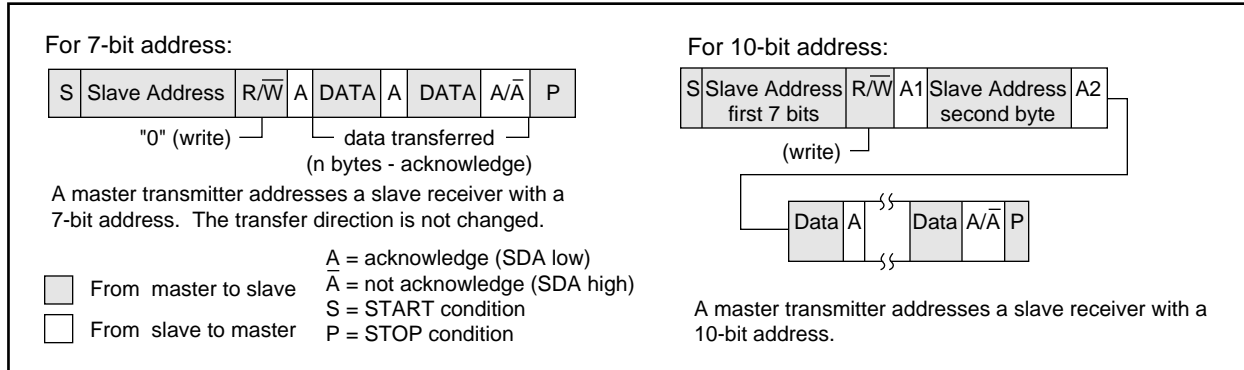 For 7-bit address:
S Slave Address R/W̅ A DATA A DATA A/A̅ P
"0" (write) data transferred
(n bytes - acknowledge)
A master transmitter addresses a slave receiver with a
7-bit address. The transfer direction is not changed.
From master to slave
From slave to master
A = acknowledge (SDA low)
A̅ = not acknowledge (SDA high)
S = START condition
P = STOP condition
For 10-bit address:
S Slave Address first 7 bits R/W̅ A1 Slave Address second byte A2
(write)
Data A Data A/A̅ P
A master transmitter addresses a slave receiver with a
10-bit address.